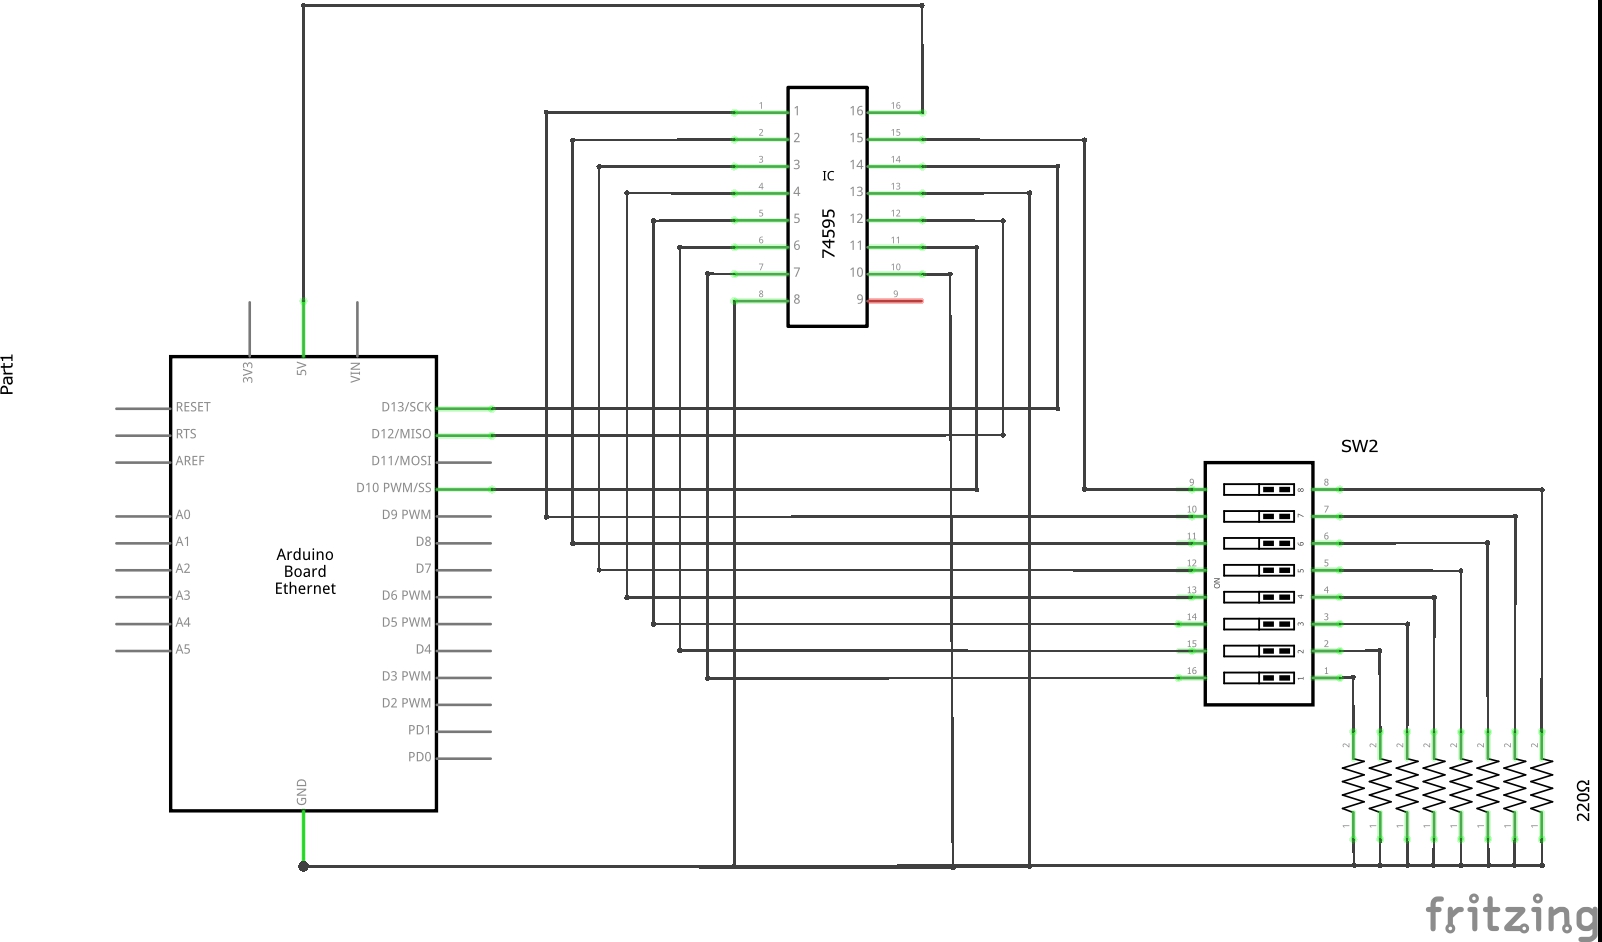 1
1
16
16
2
2
15
15
3
3
14
14
4
4
13
13
5
5
12
12
6
6
11
11
7
7
10
10
8
8
9
9
IC
74595
Part1
3V3
5V
VIN
RESET
RTS
AREF
A0
A1
A2
A3
A4
A5
Arduino
Board
Ethernet
D13/SCK
D12/MISO
D11/MOSI
D10 PWM/SS
D9 PWM
D8
D7
D6 PWM
D5 PWM
D4
D3 PWM
D2 PWM
PD1
PD0
GND
SW2
9
8
8
10
7
7
11
6
6
12
5
5
ON
13
4
4
14
3
3
15
2
2
16
1
1
2
2
2
2
2
2
2
2
1
1
1
1
1
1
1
1
220Ω
fritzing